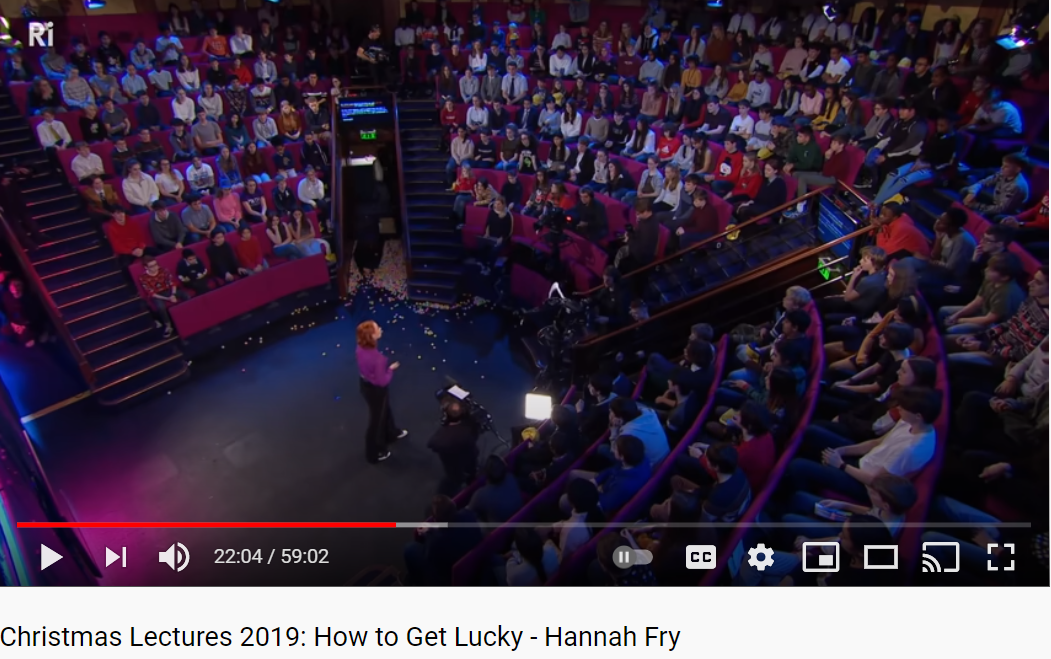 Ri
22:04 / 59:02
CC
Christmas Lectures 2019: How to Get Lucky - Hannah Fry